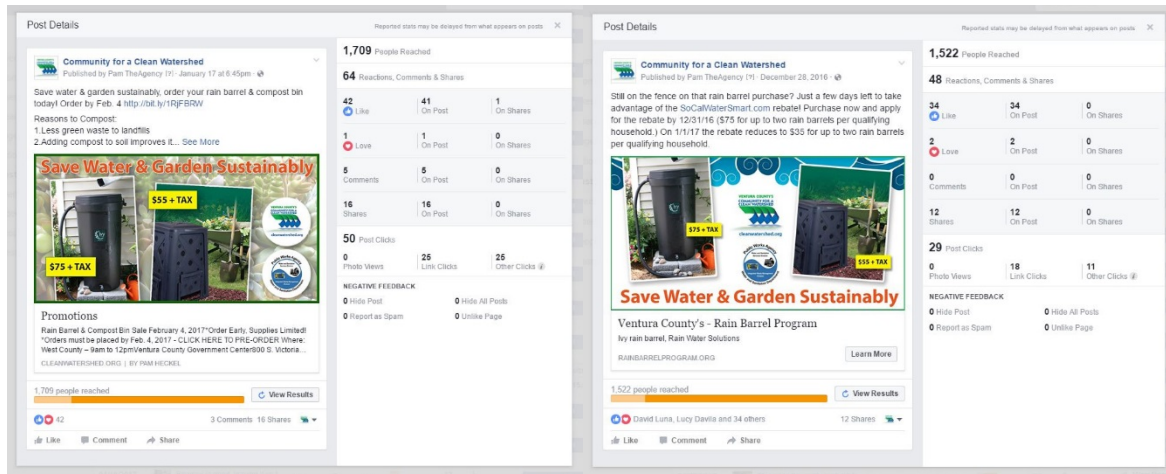 Post Details
Reported stats may be delayed from what appears on posts
Community for a Clean Watershed
Published by Pam TheAgency [?] · January 17 at 6:45pm ·
Save water & garden sustainably, order your rain barrel & compost bin
today! Order by Feb. 4 http://bit.ly/1RjFBRW
Reasons to Compost:
1.Less green waste to landfills
2.Adding compost to soil improves it... See More
Save Water & Garden Sustainably
$55 + TAX
$75 + TAX
VENTURA COUNTY'S
COMMUNITY FOR A
CLEAN WATERSHED
cleanwatershed.org
Promotions
Rain Barrel & Compost Bin Sale February 4, 2017*Order Early, Supplies Limited!
*Orders must be placed by Feb. 4, 2017 - CLICK HERE TO PRE-ORDER Where:
West County – 9am to 12pmVentura County Government Center800 S. Victoria...
CLEANWATERSHED.ORG | BY PAM HECKEL
1,709 people reached
View Results
42
3 Comments 16 Shares
Like Comment Share
1,709 People Reached
64 Reactions, Comments & Shares
42 41 1
Like On Post On Shares
1 1 0
Love On Post On Shares
5 5 0
Comments On Post On Shares
16 16 0
Shares On Post On Shares
50 Post Clicks
0 25 25
Photo Views Link Clicks Other Clicks
NEGATIVE FEEDBACK
0 Hide Post 0 Hide All Posts
0 Report as Spam 0 Unlike Page
Post Details
Reported stats may be delayed from what appears on posts
Community for a Clean Watershed
Published by Pam TheAgency [?] · December 28, 2016 ·
Still on the fence on that rain barrel purchase? Just a few days left to take
advantage of the SoCalWaterSmart.com rebate! Purchase now and apply
for the rebate by 12/31/16 ($75 for up to two rain barrels per qualifying
household.) On 1/1/17 the rebate reduces to $35 for up to two rain barrels
per qualifying household.
VENTURA COUNTY'S
COMMUNITY FOR A
CLEAN WATERSHED
cleanwatershed.org
$75 + TAX
$55 + TAX
Save Water & Garden Sustainably
Ventura County's - Rain Barrel Program
Ivy rain barrel, Rain Water Solutions
RAINBARRELPROGRAM.ORG
Learn More
1,522 people reached
View Results
David Luna, Lucy Davila and 34 others
12 Shares
Like Comment Share
1,522 People Reached
48 Reactions, Comments & Shares
34 34 0
Like On Post On Shares
2 2 0
Love On Post On Shares
0 0 0
Comments On Post On Shares
12 12 0
Shares On Post On Shares
29 Post Clicks
0 18 11
Photo Views Link Clicks Other Clicks
NEGATIVE FEEDBACK
0 Hide Post 0 Hide All Posts
0 Report as Spam 0 Unlike Page